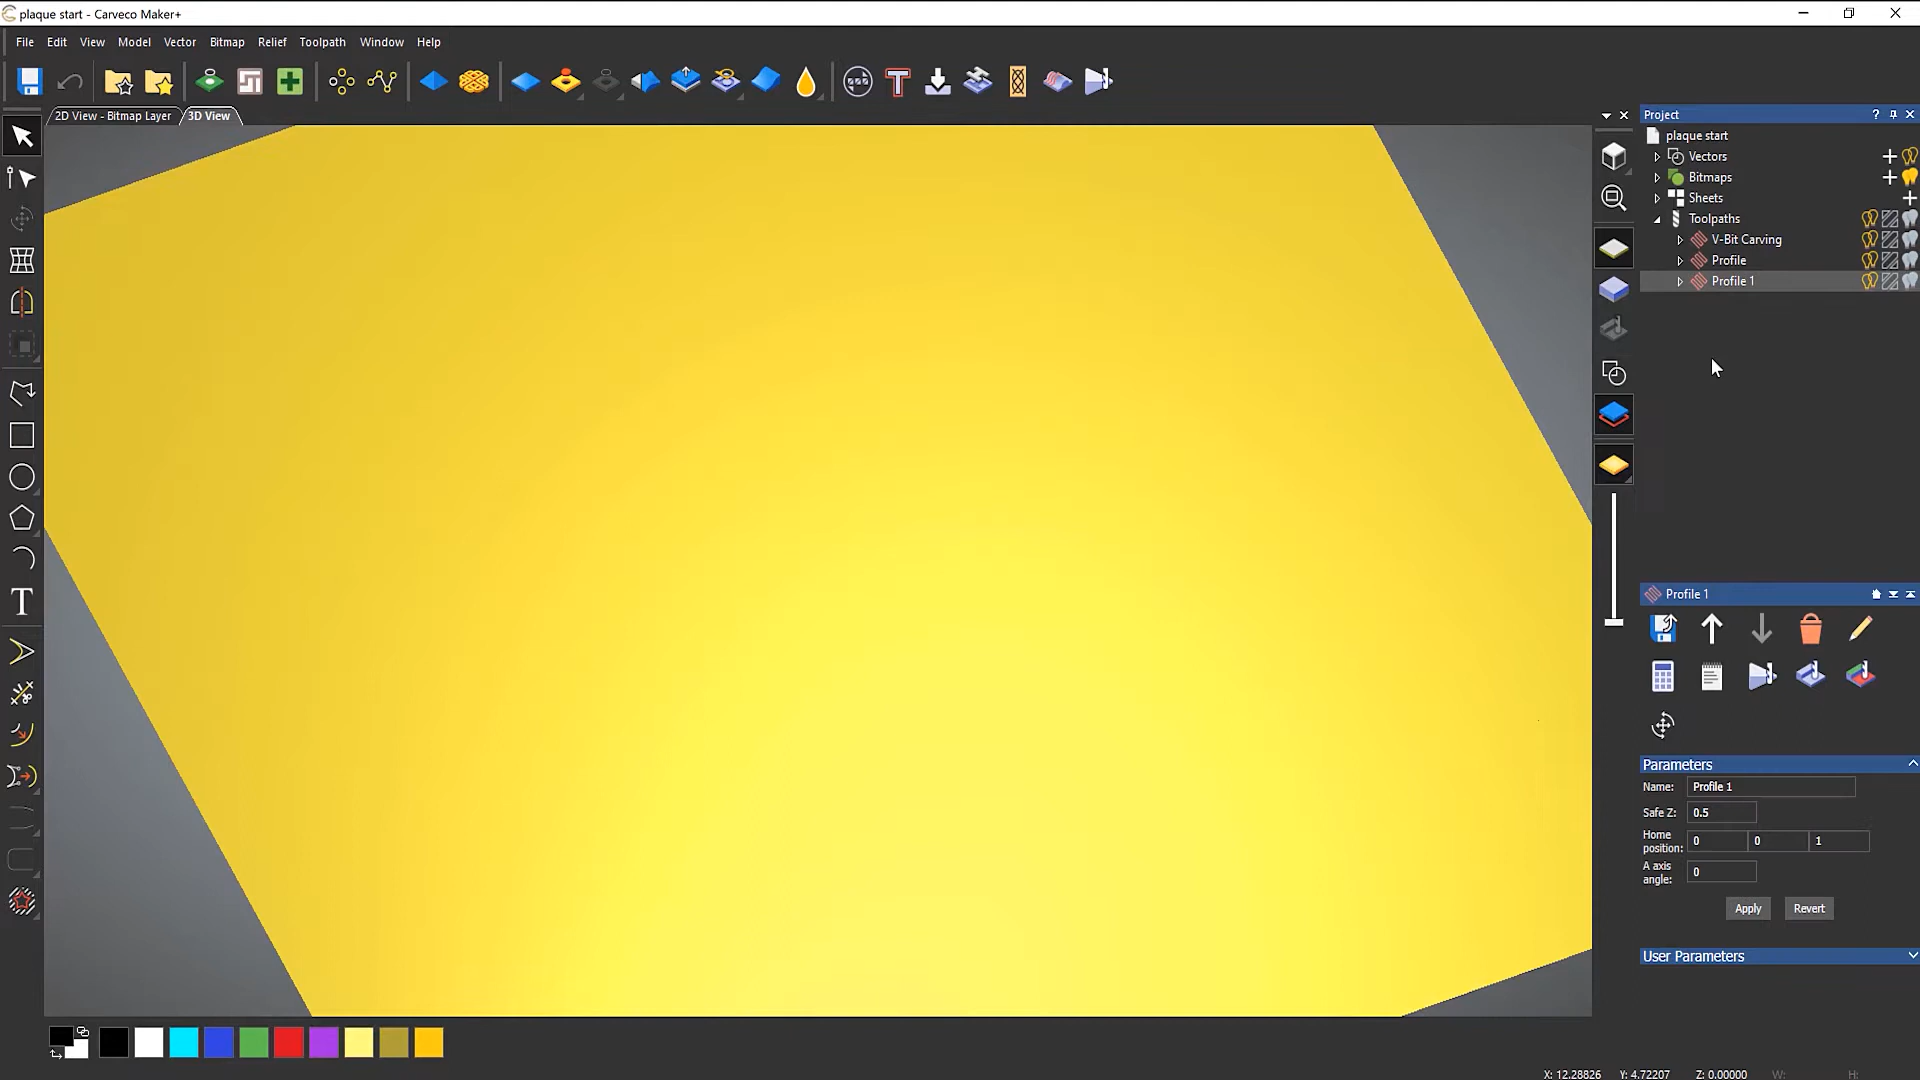 plaque start - Carveco Maker+
File Edit View Model Vector Bitmap Relief Toolpath Window Help
2D View - Bitmap Layer 3D View
Project
plaque start
Vectors
Bitmaps
Sheets
Toolpaths
V-Bit Carving
Profile
Profile 1
Profile 1
Parameters
Name: Profile 1
Safe Z: 0.5
Home position: 0 0 1
A axis angle: 0
Apply Revert
User Parameters
X: 12.28826 Y: 4.72207 Z: 0.00000 W: H: